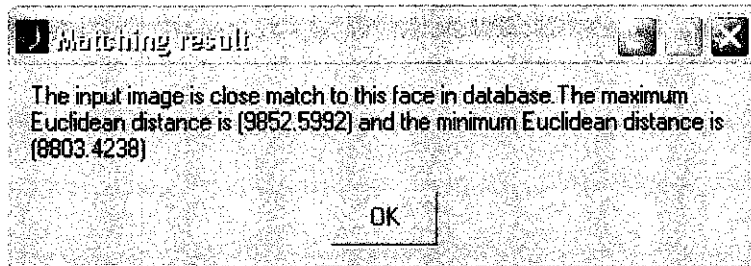 Matching result
The input image is close match to this face in database.The maximum
Euclidean distance is (9852.5992) and the minimum Euclidean distance is
(8803.4238)
OK